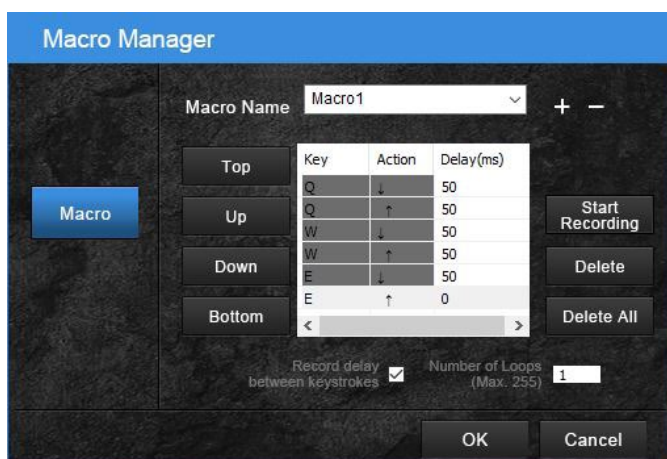 Macro Manager
Macro Name
Macro1
+ −
Top
Up
Down
Bottom
Macro
Key Action Delay(ms)
Q ↓ 50
Q ↑ 50
W ↓ 50
W ↑ 50
E ↓ 50
E ↑ 0
Start
Recording
Delete
Delete All
Record delay
between keystrokes
Number of Loops
(Max. 255)
1
OK
Cancel